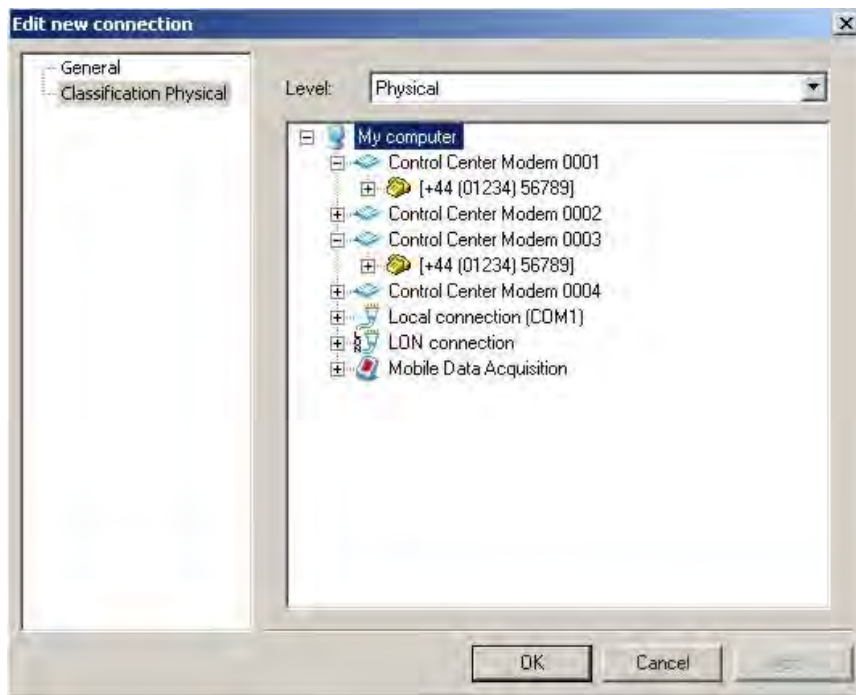 Edit new connection
General
Classification Physical
Level: Physical
My computer
Control Center Modem 0001
[+44 (01234) 56789]
Control Center Modem 0002
Control Center Modem 0003
[+44 (01234) 56789]
Control Center Modem 0004
Local connection (COM1)
LON connection
Mobile Data Acquisition
OK Cancel